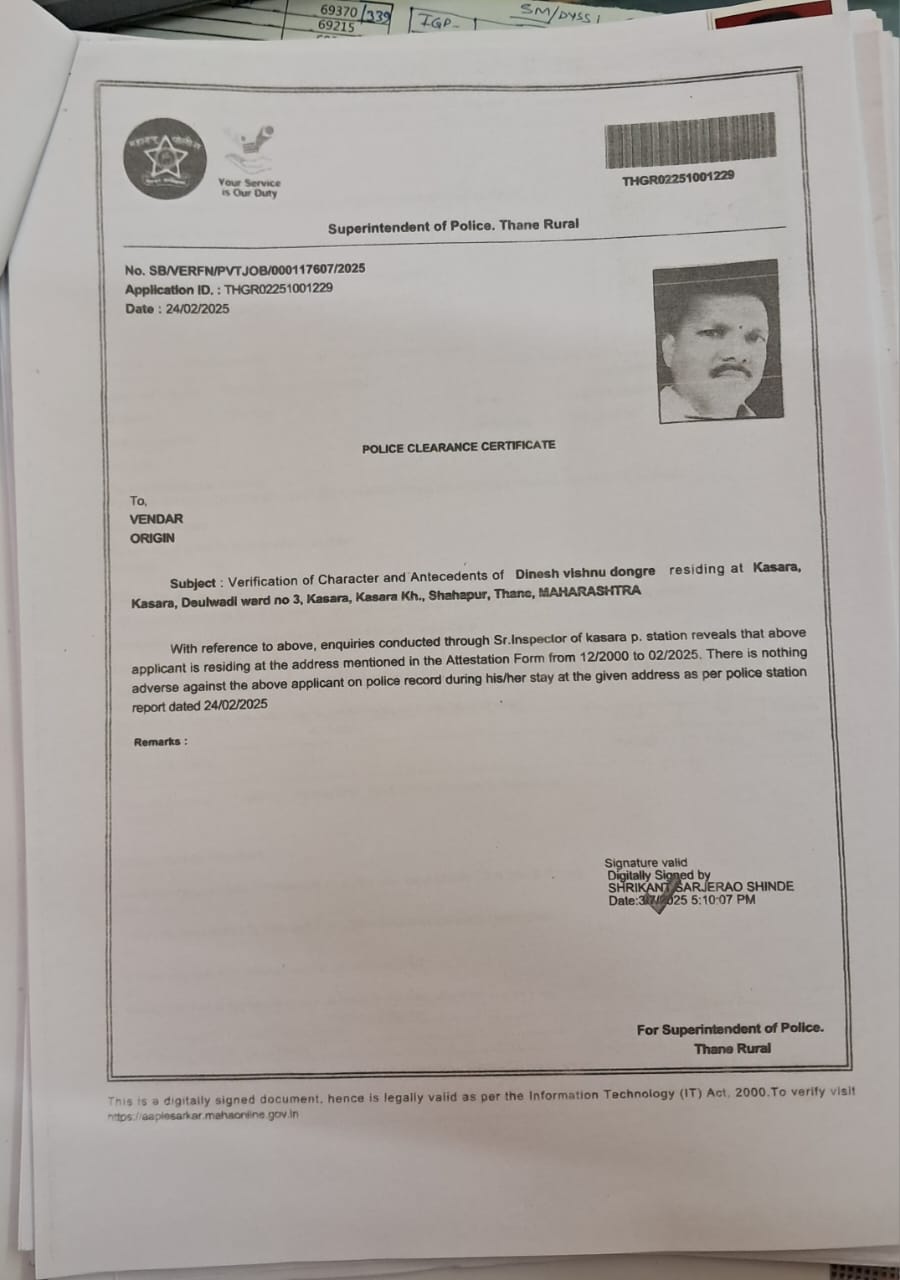 69370 /339
69215
IGP-
SM/DYSS/
Your Service
is Our Duty
THGR02251001229
Superintendent of Police. Thane Rural
No. SB/VERFN/PVTJOB/000117607/2025
Application ID. : THGR02251001229
Date : 24/02/2025
POLICE CLEARANCE CERTIFICATE
To,
VENDAR
ORIGIN
Subject : Verification of Character and Antecedents of Dinesh vishnu dongre residing at Kasara,
Kasara, Deulwadi ward no 3, Kasara, Kasara Kh., Shahapur, Thane, MAHARASHTRA
With reference to above, enquiries conducted through Sr.Inspector of kasara p. station reveals that above
applicant is residing at the address mentioned in the Attestation Form from 12/2000 to 02/2025. There is nothing
adverse against the above applicant on police record during his/her stay at the given address as per police station
report dated 24/02/2025
Remarks :
Signature valid
Digitally Signed by
SHRIKANT SARJERAO SHINDE
Date:3/7/2025 5:10:07 PM
For Superintendent of Police.
Thane Rural
This is a digitally signed document, hence is legally valid as per the Information Technology (IT) Act, 2000.To verify visit
https://aaplesarkar.mahaonline.gov.in